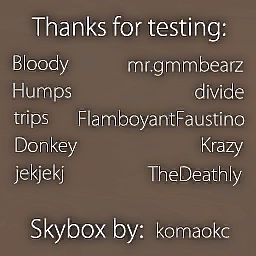 Thanks for testing:
Bloody mr.gmmbearz
Humps divide
trips FlamboyantFaustino
Donkey Krazy
jekjekj TheDeathly
Skybox by: komaokc